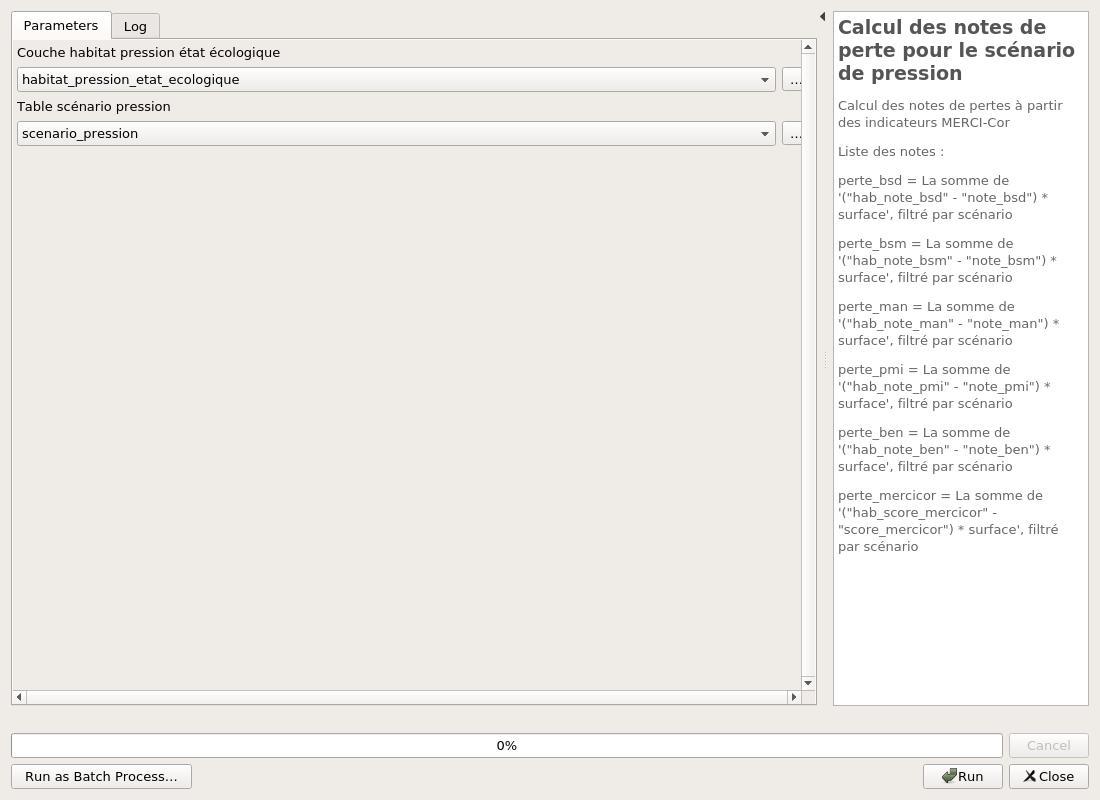 Parameters
Log
Couche habitat pression état écologique
habitat_pression_etat_ecologique
...
Table scénario pression
scenario_pression
...
Calcul des notes de
perte pour le scénario
de pression
Calcul des notes de pertes à partir
des indicateurs MERCI-Cor
Liste des notes :
perte_bsd = La somme de
'("hab_note_bsd" - "note_bsd") *
surface', filtré par scénario
perte_bsm = La somme de
'("hab_note_bsm" - "note_bsm") *
surface', filtré par scénario
perte_man = La somme de
'("hab_note_man" - "note_man") *
surface', filtré par scénario
perte_pmi = La somme de
'("hab_note_pmi" - "note_pmi") *
surface', filtré par scénario
perte_ben = La somme de
'("hab_note_ben" - "note_ben") *
surface', filtré par scénario
perte_mercicor = La somme de
'("hab_score_mercicor" -
"score_mercicor") * surface', filtré
par scénario
0%
Cancel
Run as Batch Process...
Run
Close